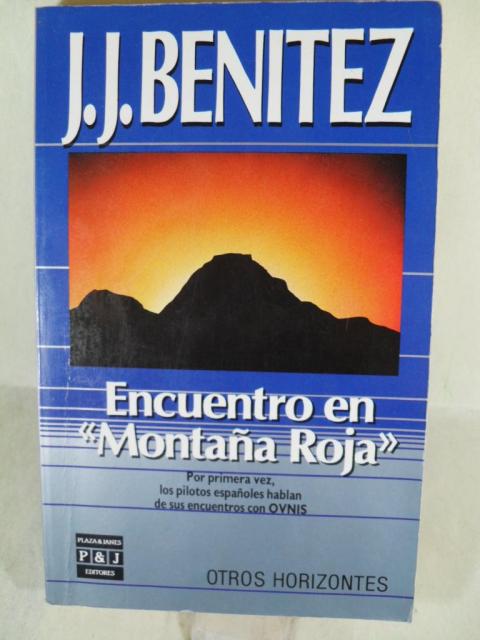 J.J. BENITEZ
Encuentro en
«Montaña Roja»
Por primera vez,
los pilotos españoles hablan
de sus encuentros con OVNIS
PLAZA & JANES
P & J
EDITORES
OTROS HORIZONTES